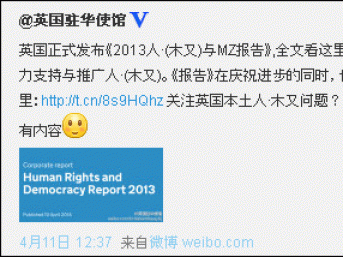 @英国驻华使馆
英国正式发布《2013人·(木又)与MZ报告》,全文看这里
力支持与推广人·(木又)。《报告》在庆祝进步的同时,
里：http://t.cn/8s9HQhz 关注英国本土人·木又问题？
有内容
Corporate report
Human Rights and
Democracy Report 2013
4月11日 12:37 来自微博 weibo.com